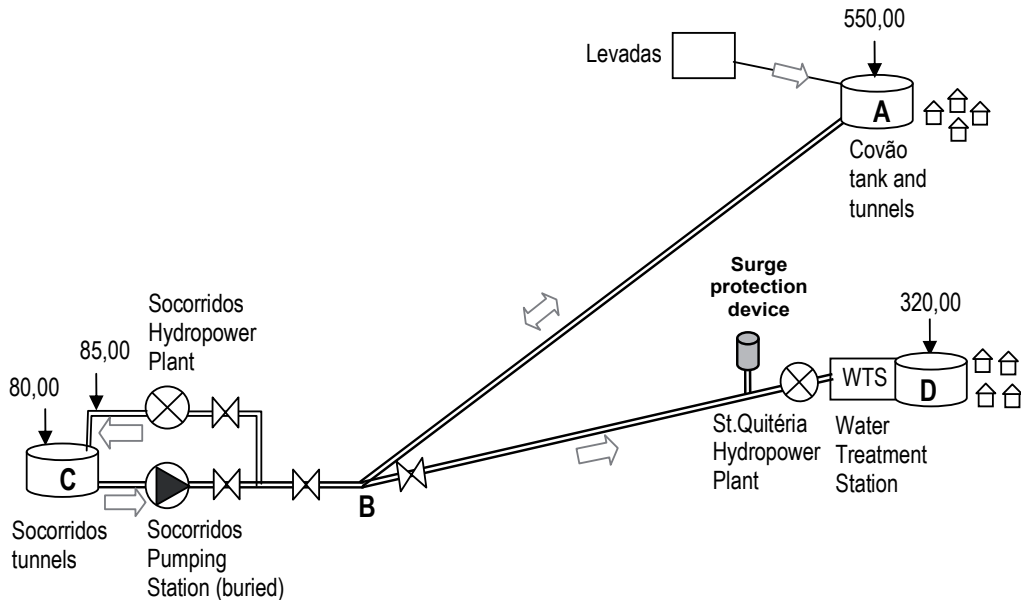 550,00
Levadas
A
Covão
tank and
tunnels
Surge
protection
device
320,00
Socorridos
Hydropower
Plant
85,00
80,00
WTS
D
St.Quitéria
Hydropower
Plant
Water
Treatment
Station
C
B
Socorridos
tunnels
Socorridos
Pumping
Station (buried)